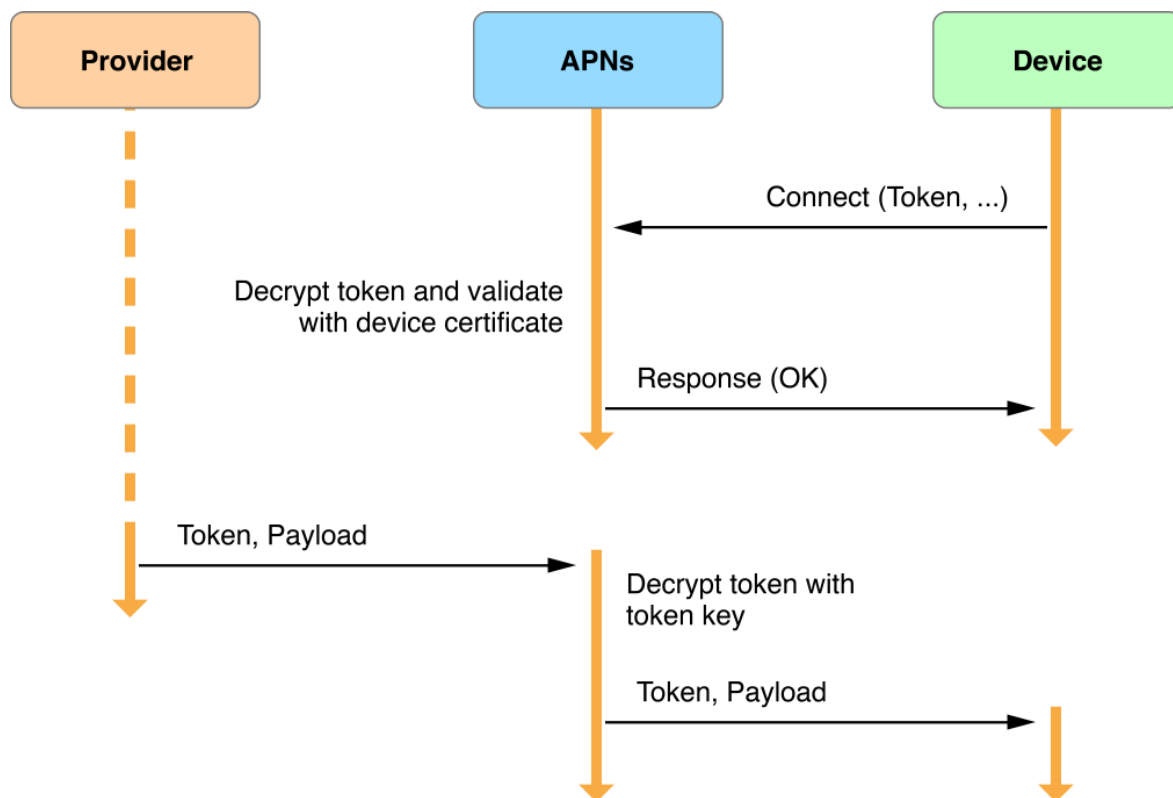 Provider
APNs
Device
Connect (Token, ...)
Decrypt token and validate
with device certificate
Response (OK)
Token, Payload
Decrypt token with
token key
Token, Payload